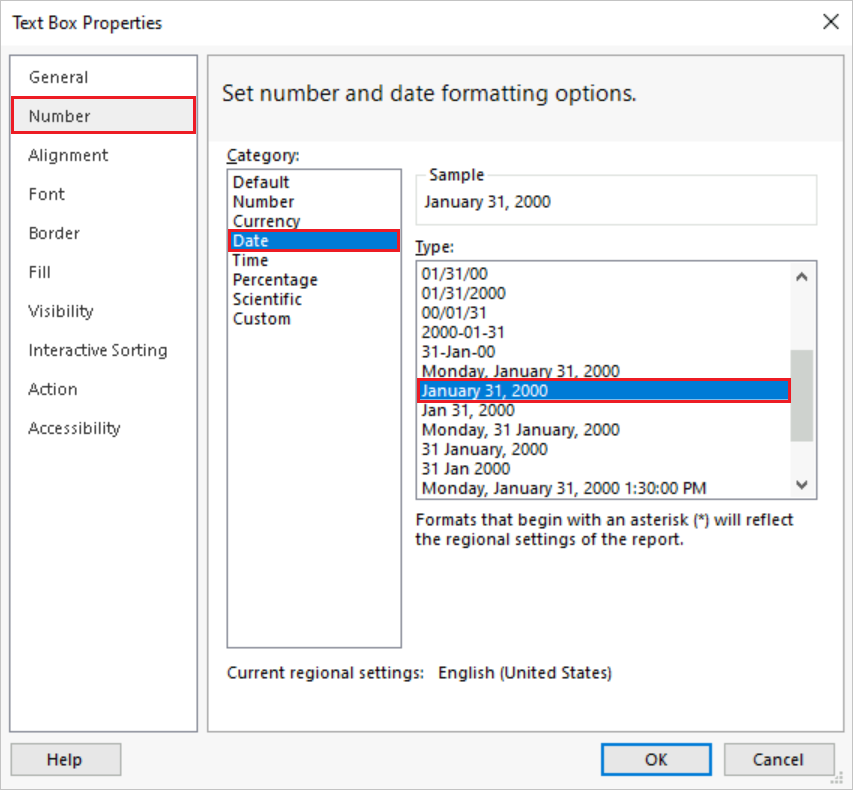 Text Box Properties
General
Number
Alignment
Font
Border
Fill
Visibility
Interactive Sorting
Action
Accessibility
Set number and date formatting options.
Category:
Default
Number
Currency
Date
Time
Percentage
Scientific
Custom
Sample
January 31, 2000
Type:
01/31/00
01/31/2000
00/01/31
2000-01-31
31-Jan-00
Monday, January 31, 2000
January 31, 2000
Jan 31, 2000
Monday, 31 January, 2000
31 January, 2000
31 Jan 2000
Monday, January 31, 2000 1:30:00 PM
Formats that begin with an asterisk (*) will reflect
the regional settings of the report.
Current regional settings: English (United States)
Help
OK
Cancel